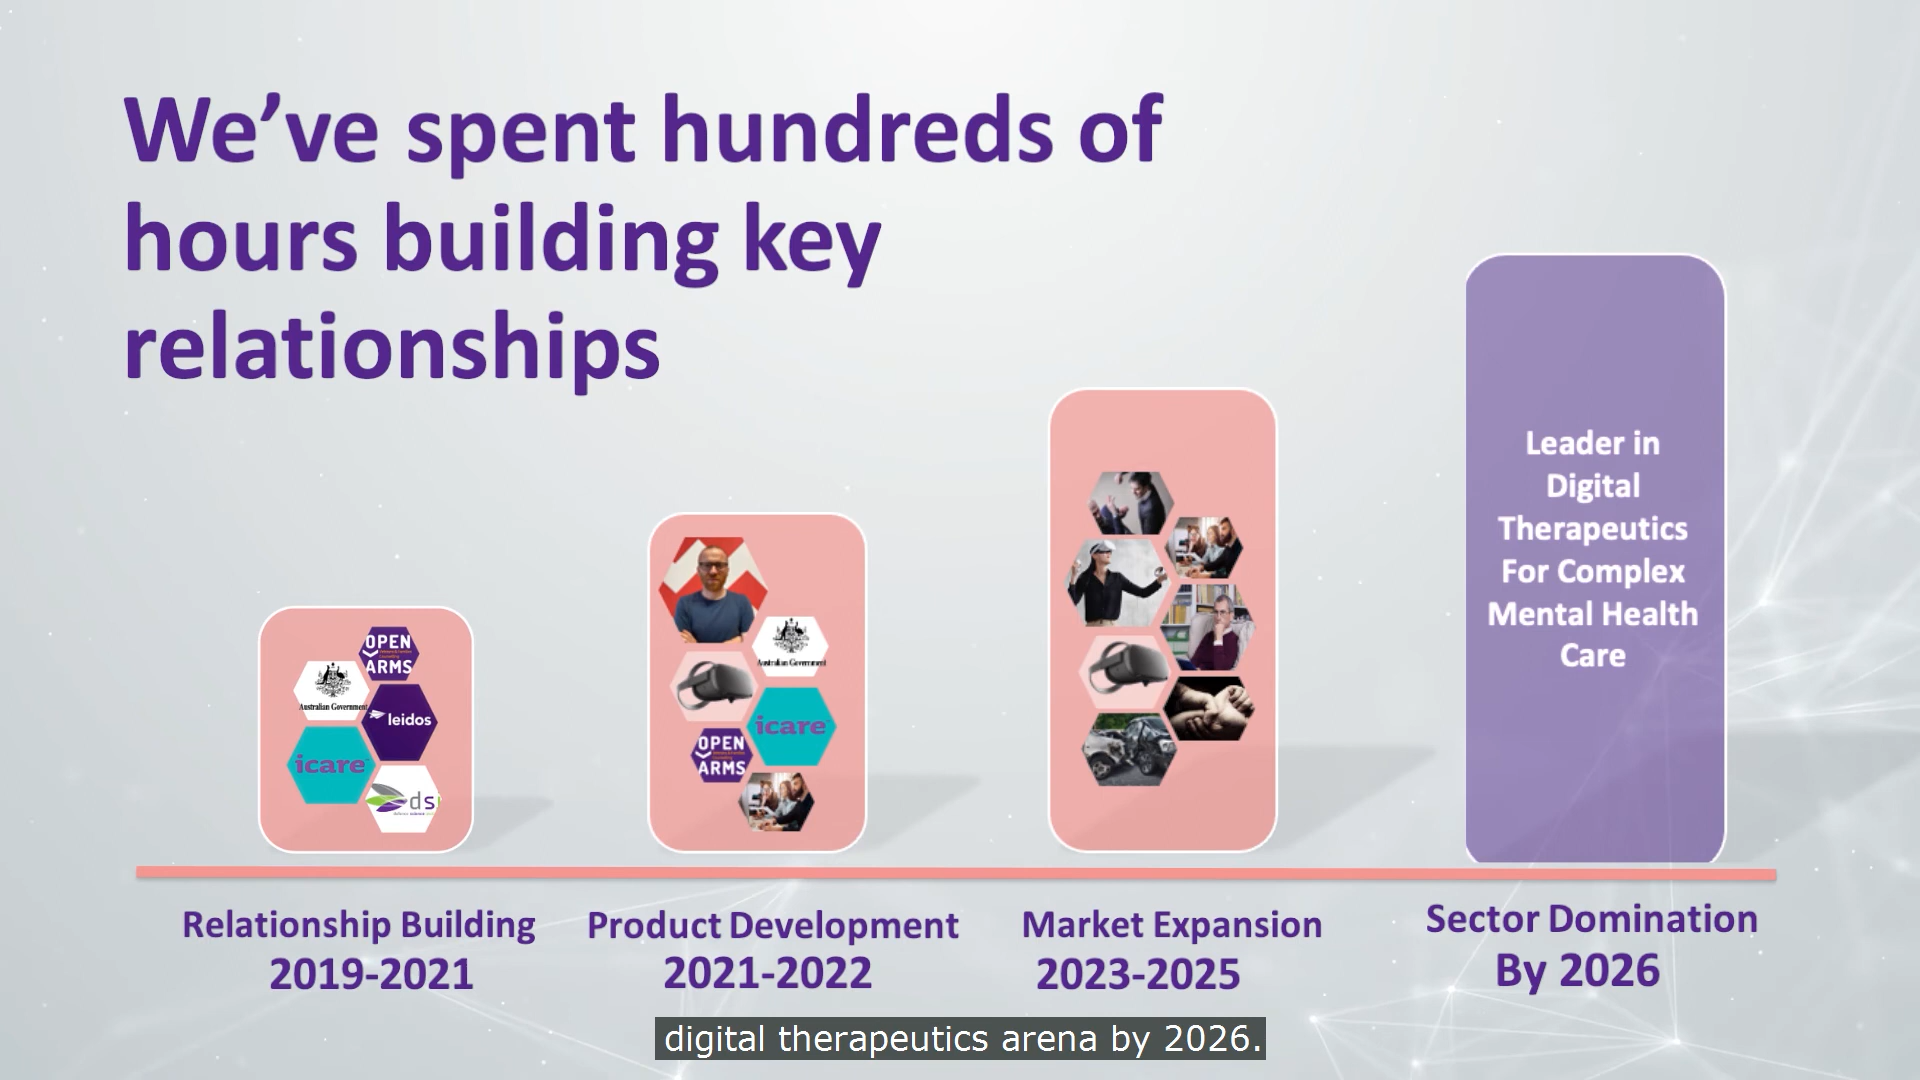 We've spent hundreds of
hours building key
relationships
OPEN
ARMS
Australian Government
leidos
icare
ds
Australian Government
icare
OPEN
ARMS
Leader in
Digital
Therapeutics
For Complex
Mental Health
Care
Relationship Building
2019-2021
Product Development
2021-2022
Market Expansion
2023-2025
Sector Domination
By 2026
digital therapeutics arena by 2026.